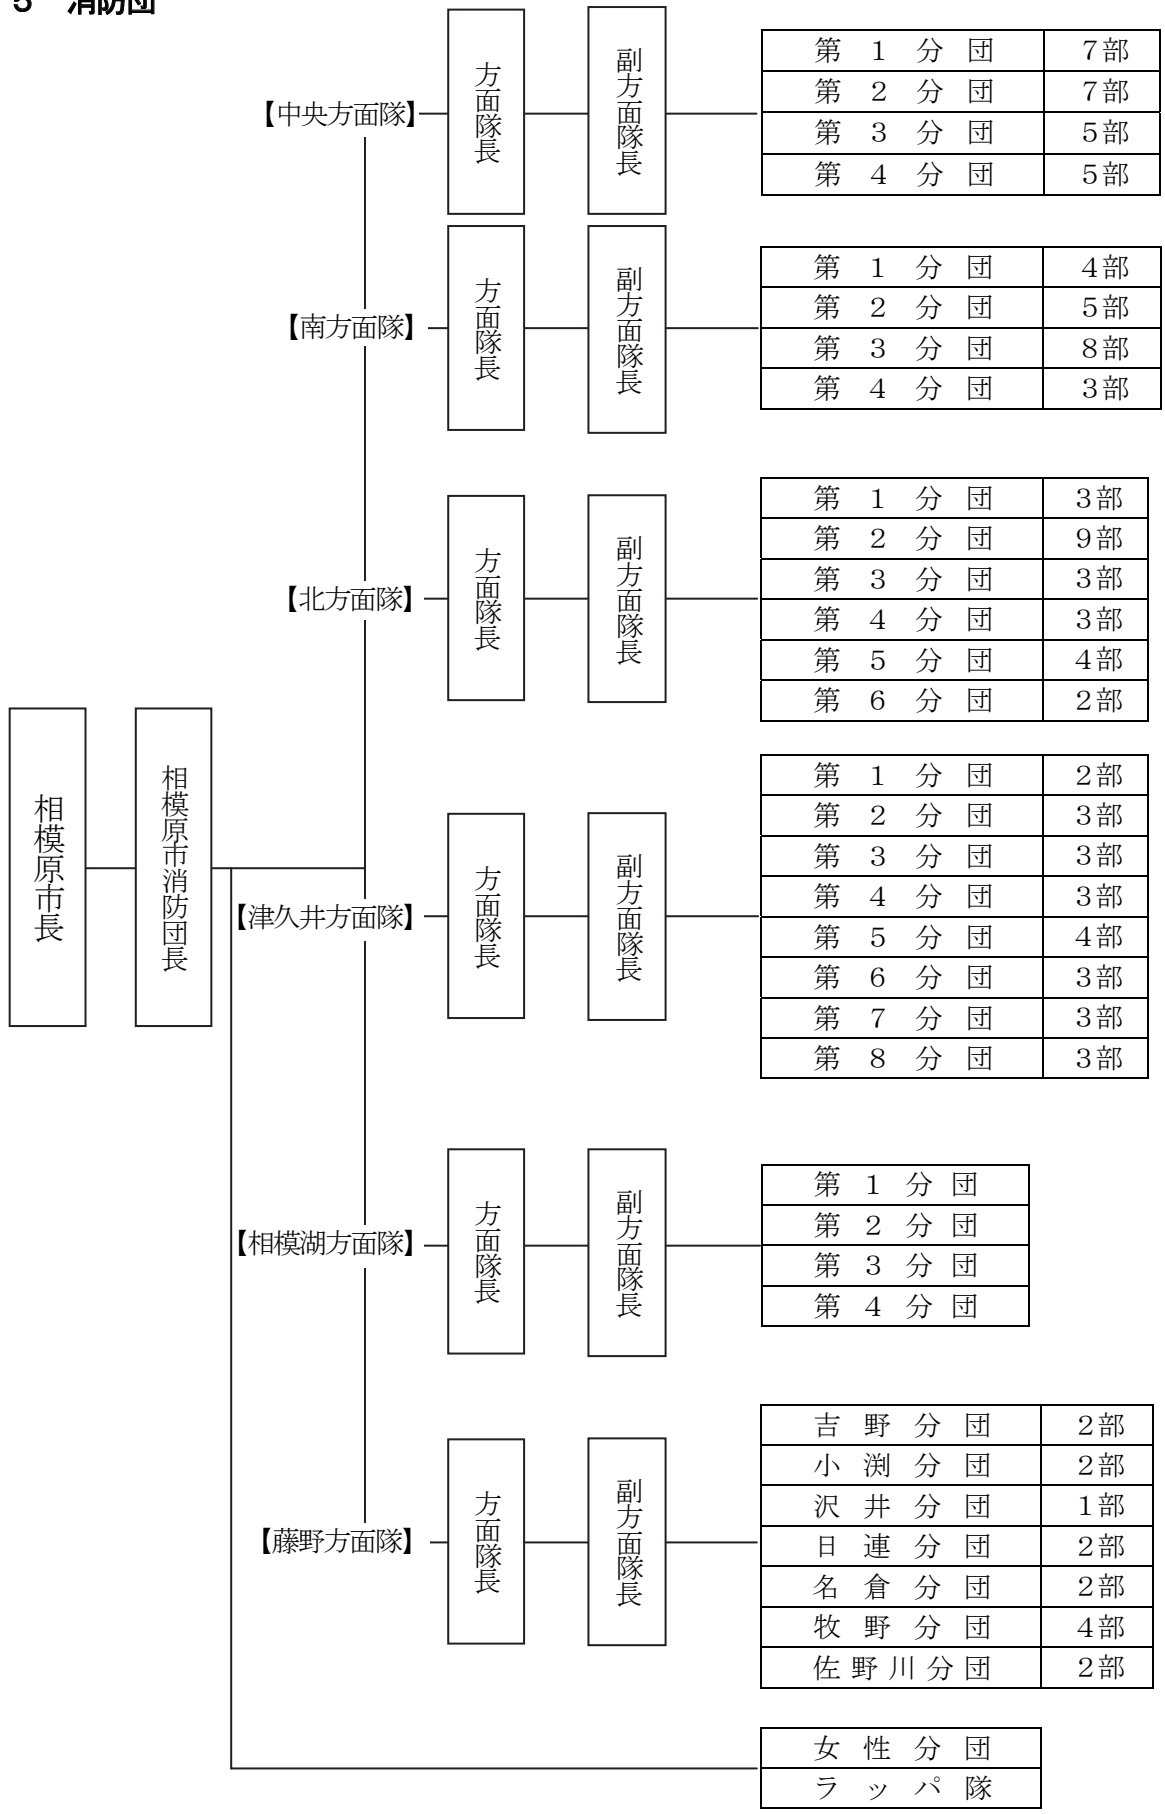 5 消防団
相模原市長
相模原市消防団長
【中央方面隊】
方面隊長
副方面隊長
第1分団 7部
第2分団 7部
第3分団 5部
第4分団 5部
【南方面隊】
方面隊長
副方面隊長
第1分団 4部
第2分団 5部
第3分団 8部
第4分団 3部
【北方面隊】
方面隊長
副方面隊長
第1分団 3部
第2分団 9部
第3分団 3部
第4分団 3部
第5分団 4部
第6分団 2部
【津久井方面隊】
方面隊長
副方面隊長
第1分団 2部
第2分団 3部
第3分団 3部
第4分団 3部
第5分団 4部
第6分団 3部
第7分団 3部
第8分団 3部
【相模湖方面隊】
方面隊長
副方面隊長
第1分団
第2分団
第3分団
第4分団
【藤野方面隊】
方面隊長
副方面隊長
吉野分団 2部
小渕分団 2部
沢井分団 1部
日連分団 2部
名倉分団 2部
牧野分団 4部
佐野川分団 2部
女性分団
ラッパ隊